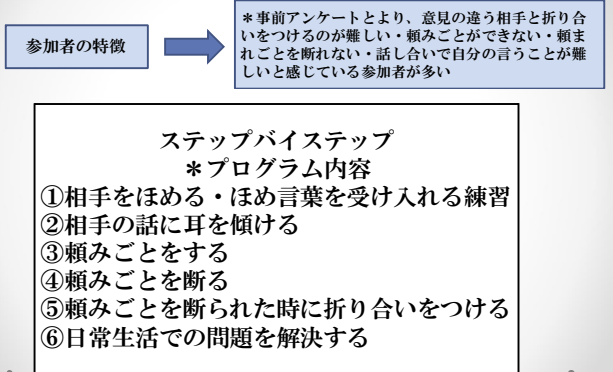 参加者の特徴
＊事前アンケートとより、意見の違う相手と折り合
いをつけるのが難しい・頼みごとができない・頼ま
れごとを断れない・話し合いで自分の言うことが難
しいと感じている参加者が多い
ステップバイステップ
＊プログラム内容
①相手をほめる・ほめ言葉を受け入れる練習
②相手の話に耳を傾ける
③頼みごとをする
④頼みごとを断る
⑤頼みごとを断られた時に折り合いをつける
⑥日常生活での問題を解決する